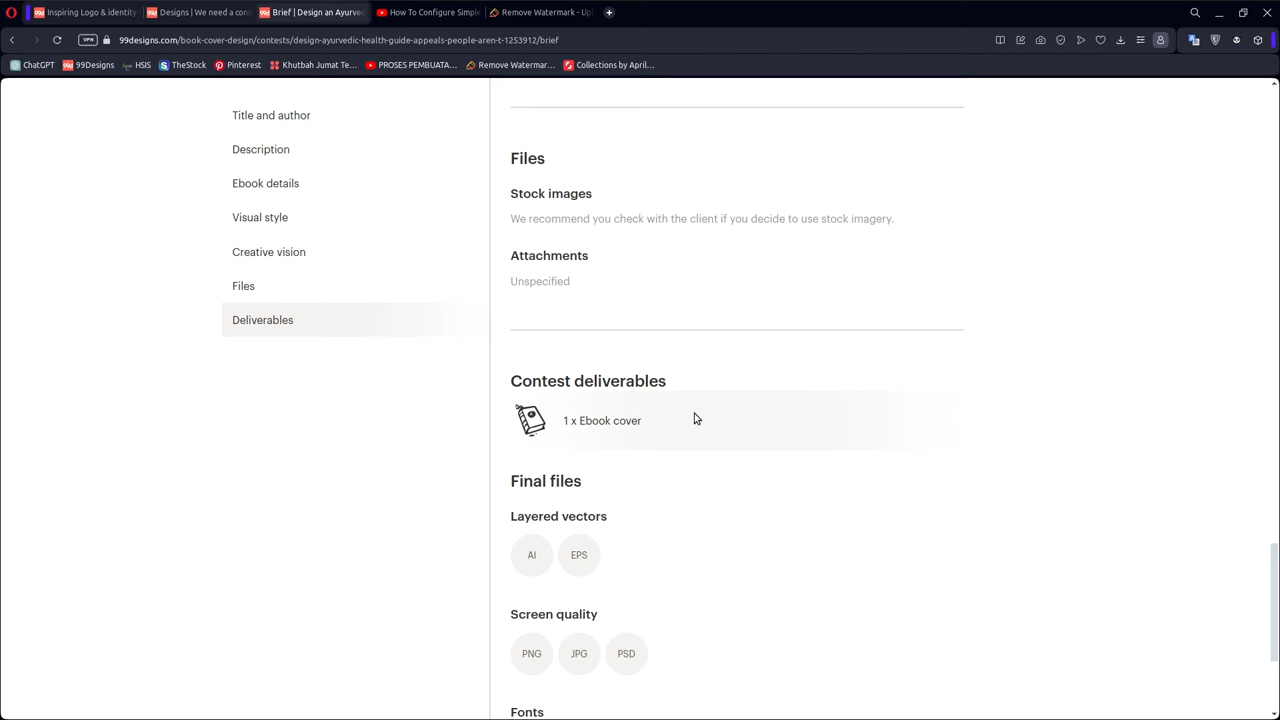 Inspiring Logo & identity
Designs | We need a cons
Brief | Design an Ayurve
How To Configure Simple
Remove Watermark - Up
VPN
99designs.com/book-cover-design/contests/design-ayurvedic-health-guide-appeals-people-aren-t-1253912/brief
ChatGPT
99Designs
HSIS
TheStock
Pinterest
Khutbah Jumat Te...
PROSES PEMBUATA...
Remove Watermar...
Collections by April...
Title and author
Description
Ebook details
Visual style
Creative vision
Files
Deliverables
Files
Stock images
We recommend you check with the client if you decide to use stock imagery.
Attachments
Unspecified
Contest deliverables
1 x Ebook cover
Final files
Layered vectors
AI
EPS
Screen quality
PNG
JPG
PSD
Fonts